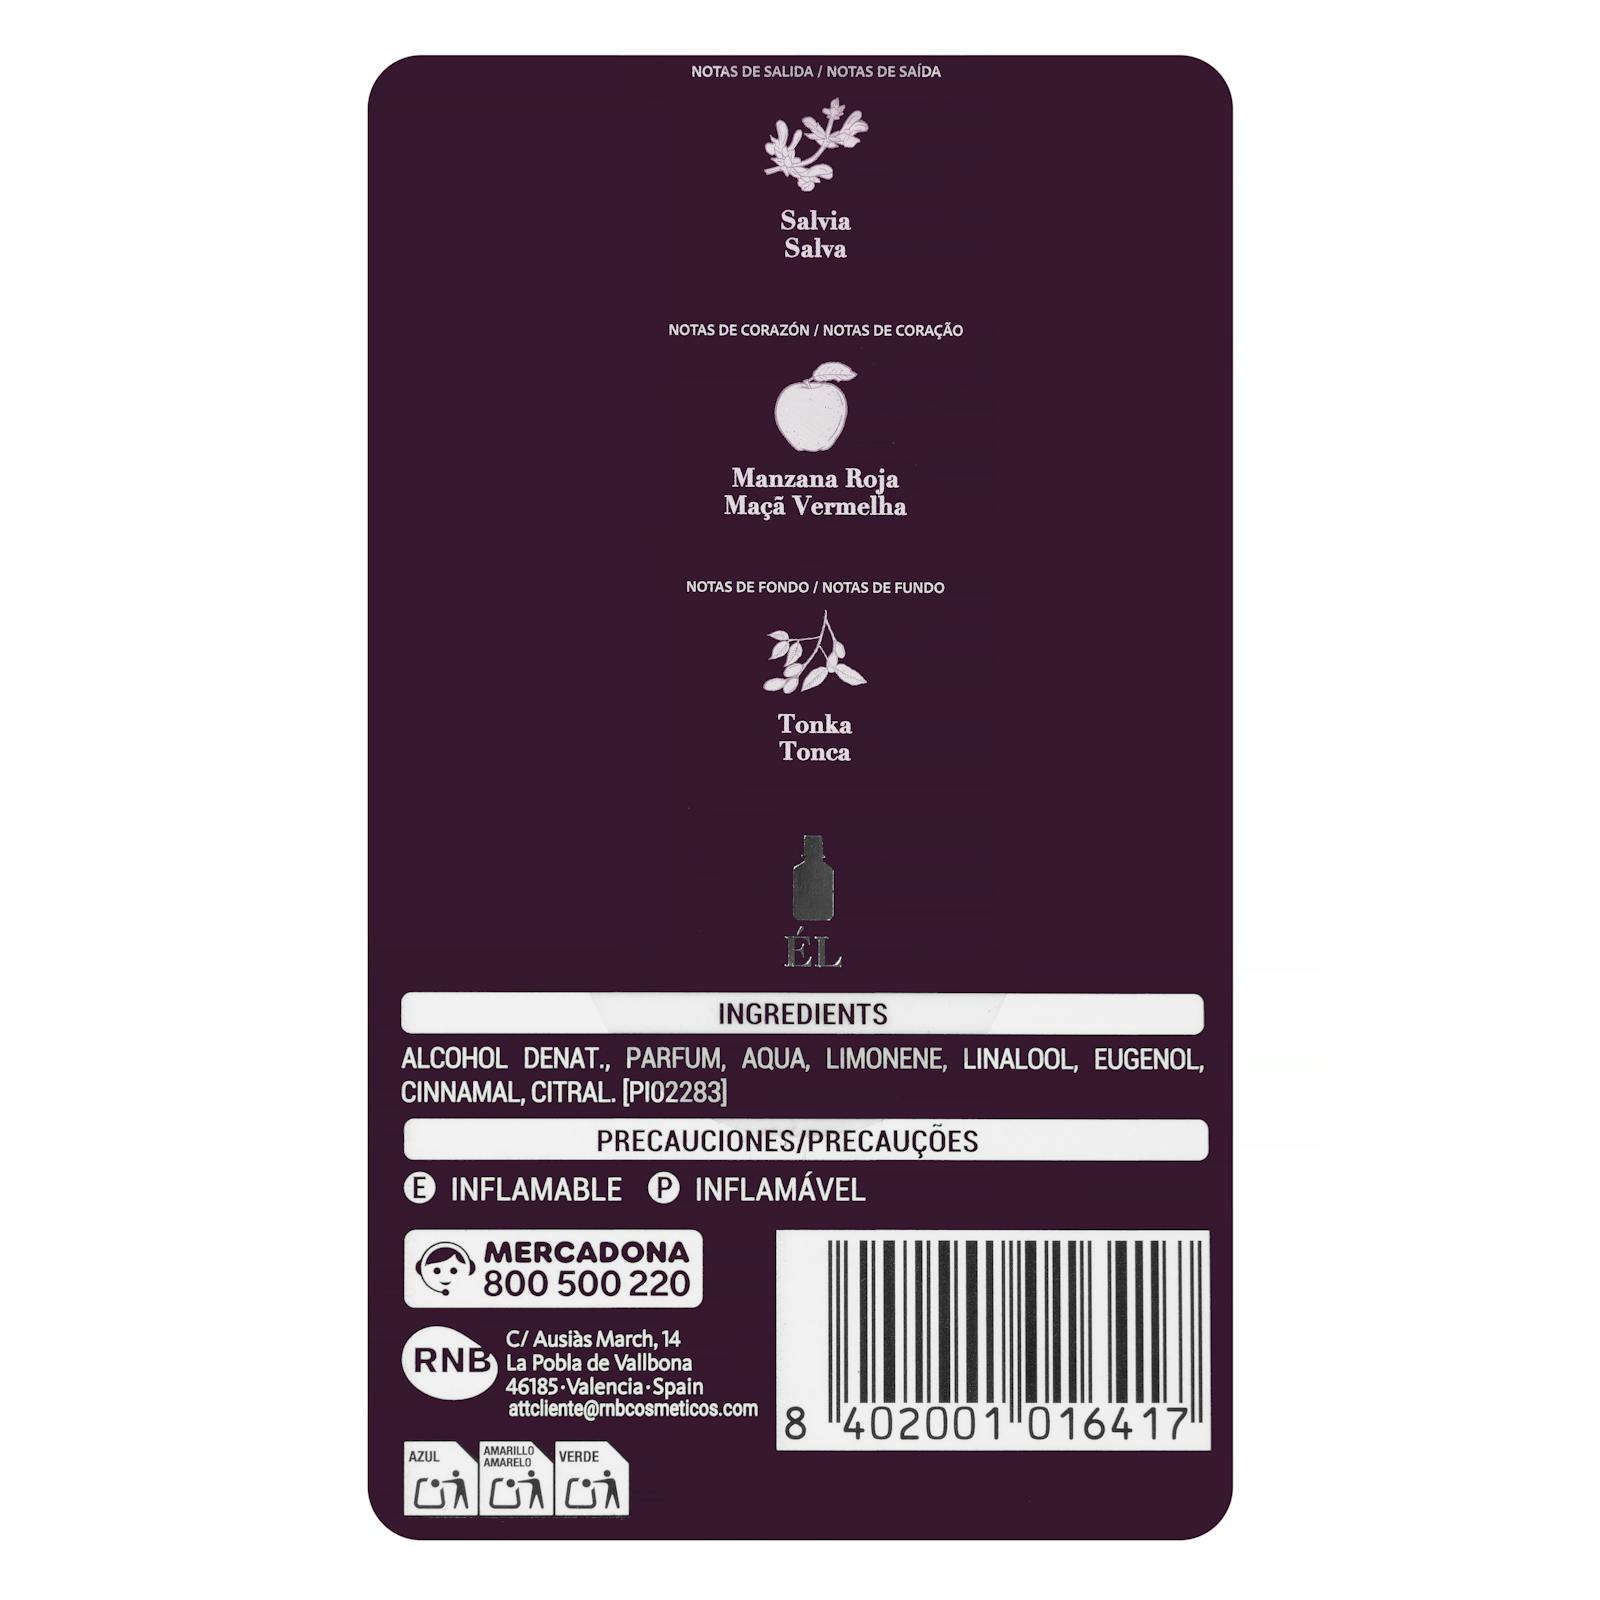 NOTAS DE SALIDA / NOTAS DE SAÍDA
Salvia
Salva
NOTAS DE CORAZÓN / NOTAS DE CORAÇÃO
Manzana Roja
Maçã Vermelha
NOTAS DE FONDO / NOTAS DE FUNDO
Tonka
Tonca
ÉL
INGREDIENTS
ALCOHOL DENAT., PARFUM, AQUA, LIMONENE, LINALOOL, EUGENOL,
CINNAMAL, CITRAL. [PI02283]
PRECAUCIONES/PRECAUÇÕES
E INFLAMABLE P INFLAMÁVEL
MERCADONA
800 500 220
RNB
C/ Ausiàs March, 14
La Pobla de Vallbona
46185·Valencia·Spain
attcliente@rnbcosmeticos.com
8 402001 016417
AZUL
AMARILLO
AMARELO
VERDE